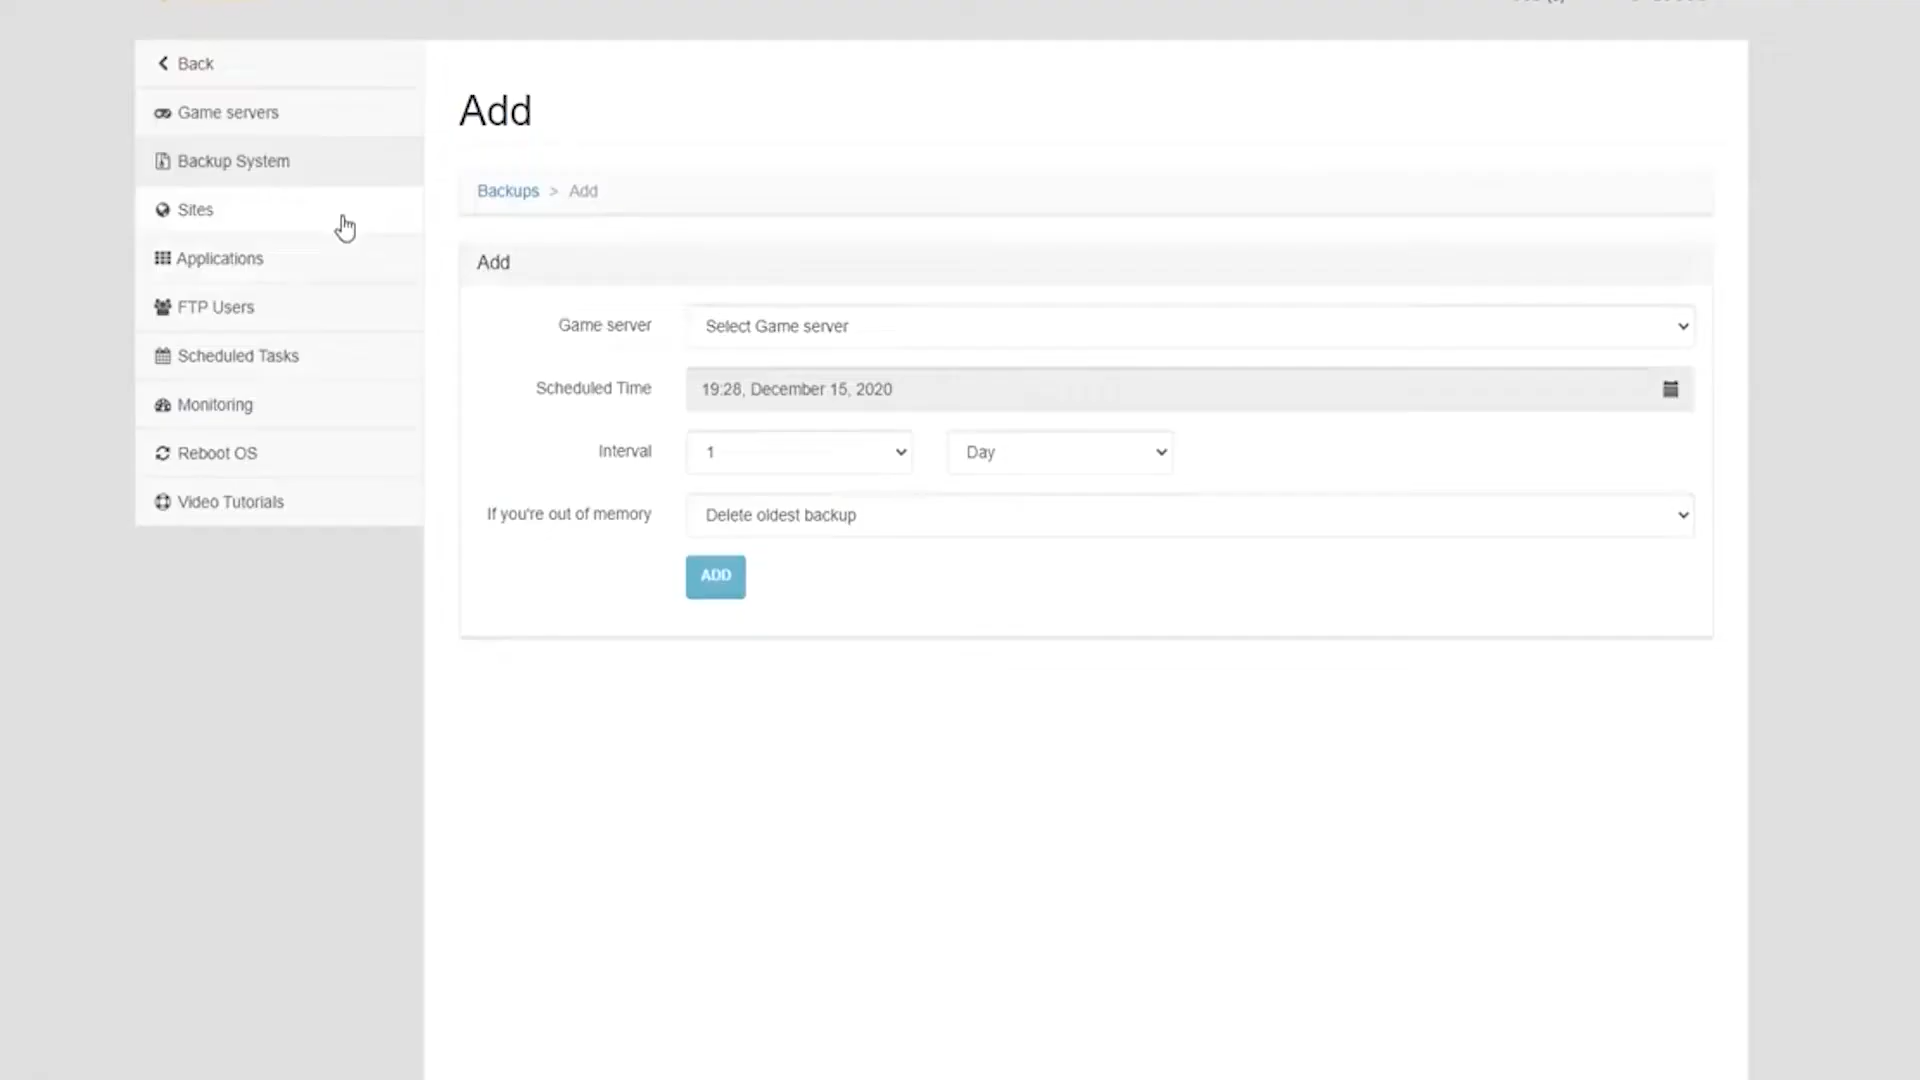 Back
Game servers
Backup System
Sites
Applications
FTP Users
Scheduled Tasks
Monitoring
Reboot OS
Video Tutorials
Add
Backups > Add
Add
Game server Select Game server
Scheduled Time 19:28, December 15, 2020
Interval 1 Day
If you're out of memory Delete oldest backup
ADD